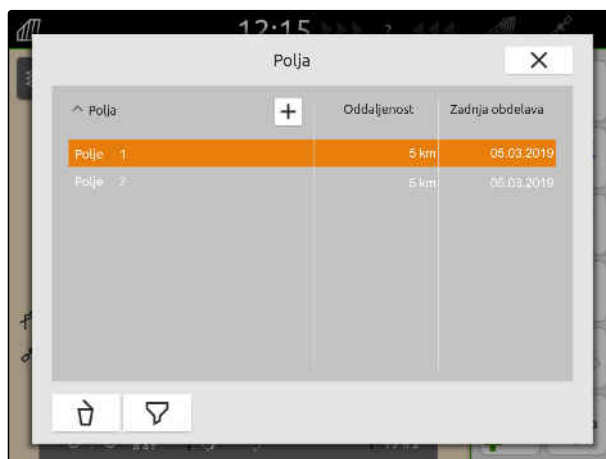 12:15
Polja
Polja + Oddaljenost Zadnja obdelava
Polje 1 5 km 05.03.2019
Polje 2 5 km 05.03.2019